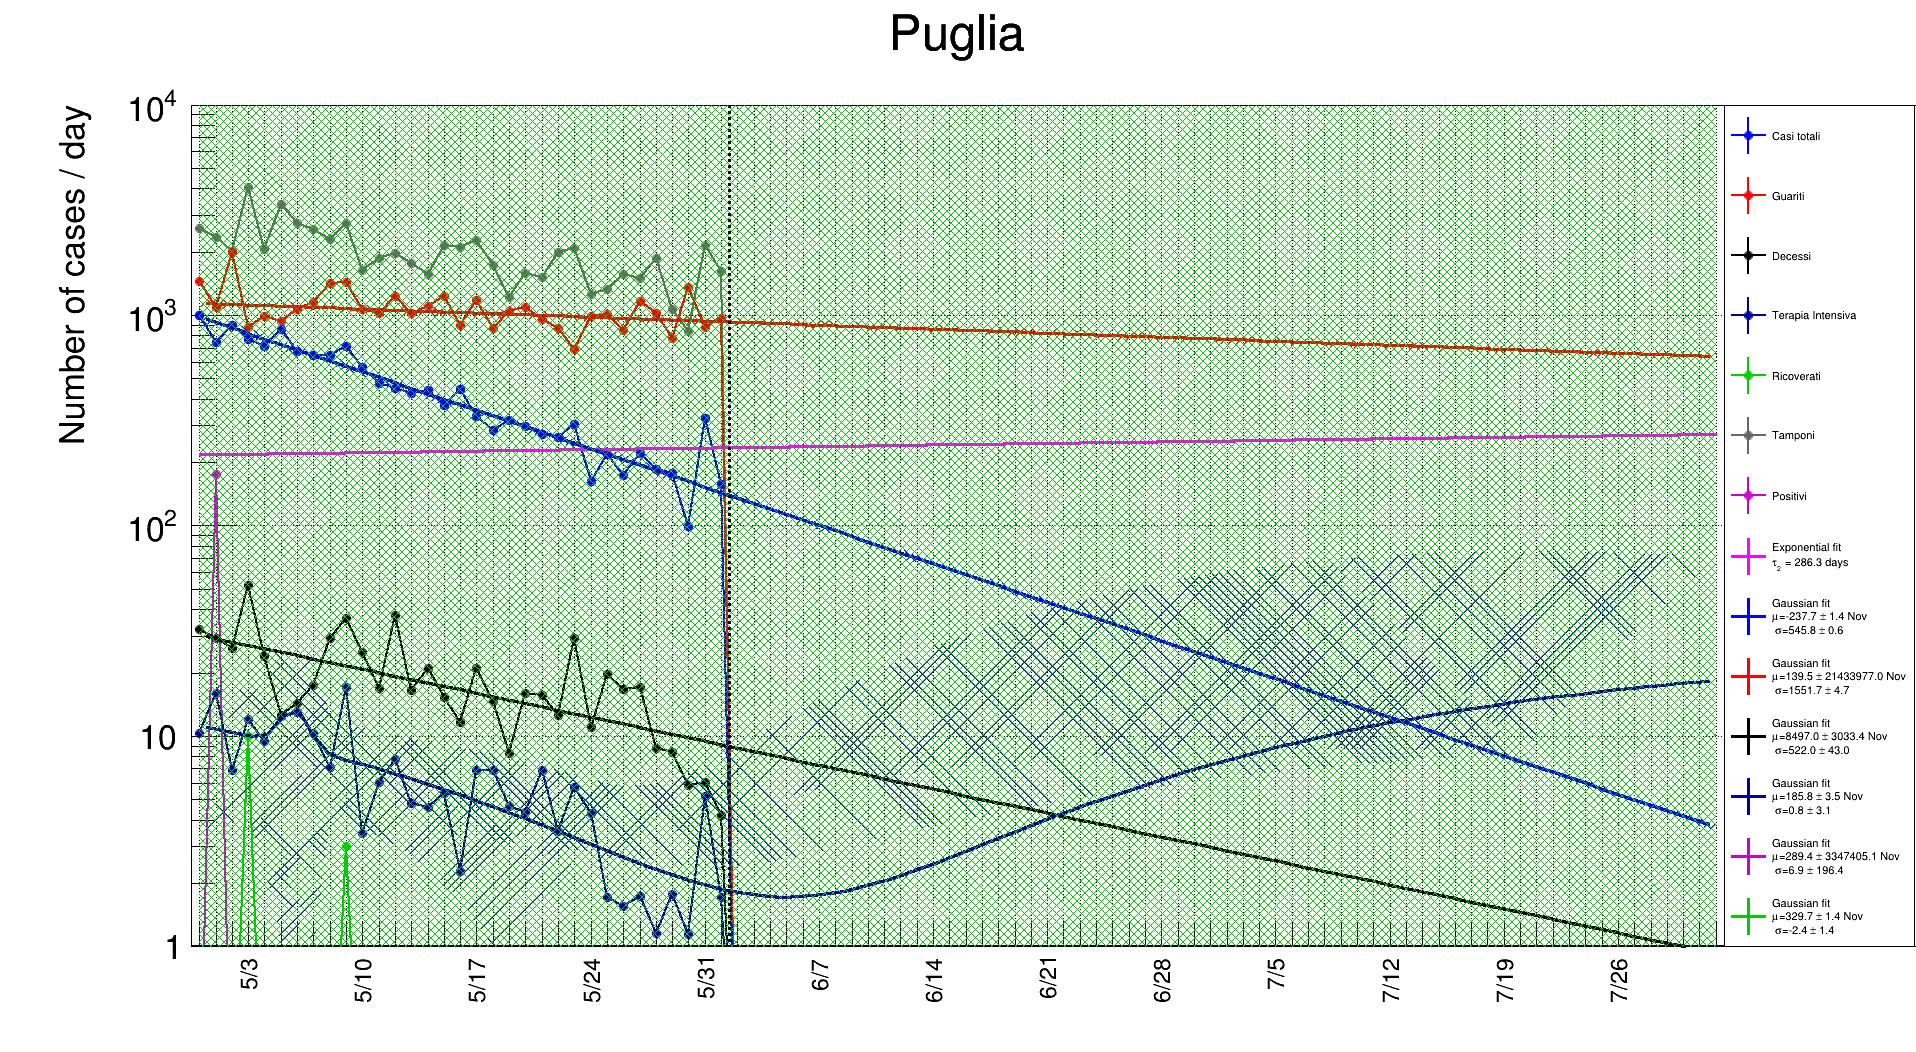 Puglia
Number of cases / day
10⁴
10³
10²
10
1
5/3
5/10
5/17
5/24
5/31
6/7
6/14
6/21
6/28
7/5
7/12
7/19
7/26
Casi totali
Guariti
Decessi
Terapia Intensiva
Ricoverati
Tamponi
Positivi
Exponential fit
τ₂ = 286.3 days
Gaussian fit
μ=-237.7 ± 1.4 Nov
σ=545.8 ± 0.6
Gaussian fit
μ=139.5 ± 21433977.0 Nov
σ=1551.7 ± 4.7
Gaussian fit
μ=8497.0 ± 3033.4 Nov
σ=522.0 ± 43.0
Gaussian fit
μ=185.8 ± 3.5 Nov
σ=0.8 ± 3.1
Gaussian fit
μ=289.4 ± 3347405.1 Nov
σ=6.9 ± 196.4
Gaussian fit
μ=329.7 ± 1.4 Nov
σ=-2.4 ± 1.4